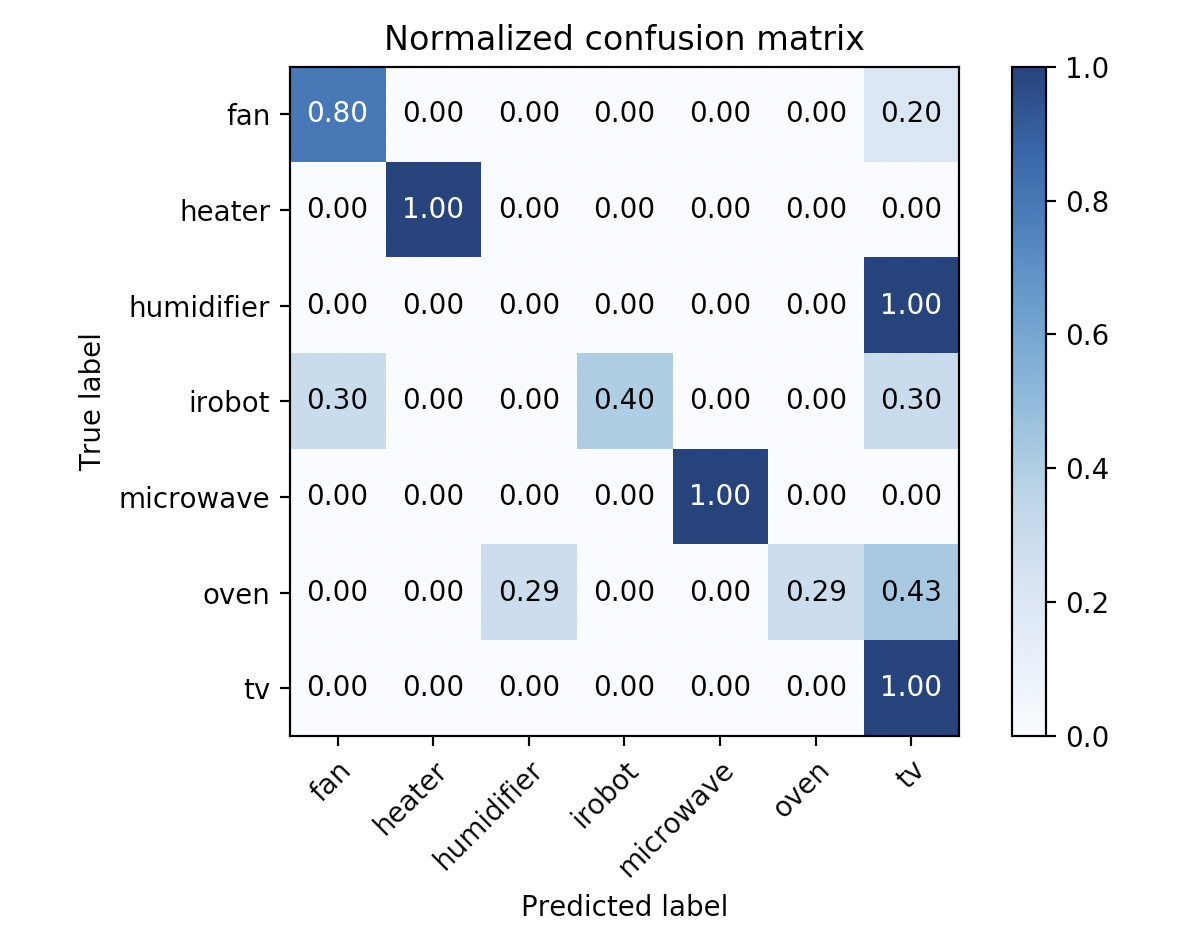 Normalized confusion matrix
fan 0.80 0.00 0.00 0.00 0.00 0.00 0.20
heater 0.00 1.00 0.00 0.00 0.00 0.00 0.00
humidifier 0.00 0.00 0.00 0.00 0.00 0.00 1.00
irobot 0.30 0.00 0.00 0.40 0.00 0.00 0.30
microwave 0.00 0.00 0.00 0.00 1.00 0.00 0.00
oven 0.00 0.00 0.29 0.00 0.00 0.29 0.43
tv 0.00 0.00 0.00 0.00 0.00 0.00 1.00
True label
fan heater humidifier irobot microwave oven tv
Predicted label
1.0
0.8
0.6
0.4
0.2
0.0